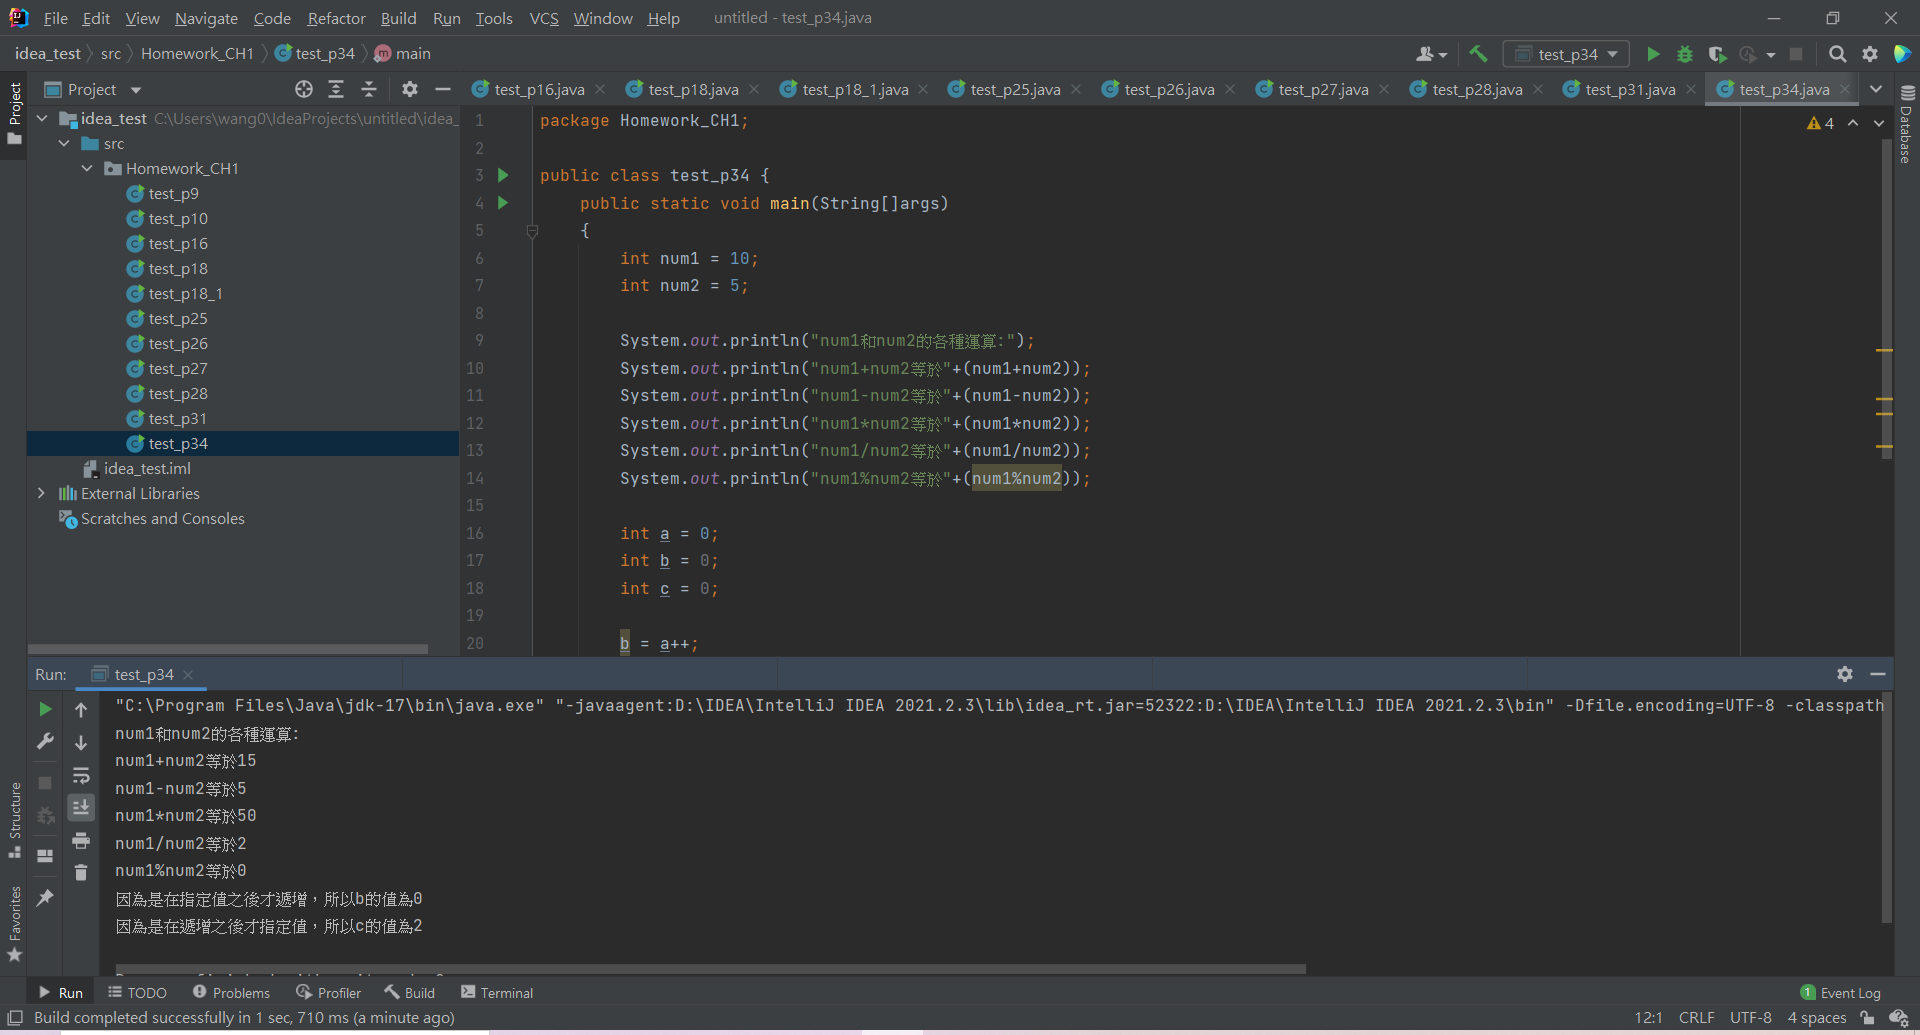 File Edit View Navigate Code Refactor Build Run Tools VCS Window Help untitled - test_p34.java
idea_test src Homework_CH1 test_p34 main test_p34
Project test_p16.java test_p18.java test_p18_1.java test_p25.java test_p26.java test_p27.java test_p28.java test_p31.java test_p34.java
Project
Structure
Favorites
Database
idea_test C:\Users\wang0\IdeaProjects\untitled\idea_
src
Homework_CH1
test_p9
test_p10
test_p16
test_p18
test_p18_1
test_p25
test_p26
test_p27
test_p28
test_p31
test_p34
idea_test.iml
External Libraries
Scratches and Consoles
4
1 package Homework_CH1;
2
3 public class test_p34 {
4 public static void main(String[]args)
5 {
6 int num1 = 10;
7 int num2 = 5;
8
9 System.out.println("num1和num2的各種運算:");
10 System.out.println("num1+num2等於"+(num1+num2));
11 System.out.println("num1-num2等於"+(num1-num2));
12 System.out.println("num1*num2等於"+(num1*num2));
13 System.out.println("num1/num2等於"+(num1/num2));
14 System.out.println("num1%num2等於"+(num1%num2));
15
16 int a = 0;
17 int b = 0;
18 int c = 0;
19
20 b = a++;
Run: test_p34
"C:\Program Files\Java\jdk-17\bin\java.exe" "-javaagent:D:\IDEA\IntelliJ IDEA 2021.2.3\lib\idea_rt.jar=52322:D:\IDEA\IntelliJ IDEA 2021.2.3\bin" -Dfile.encoding=UTF-8 -classpath
num1和num2的各種運算:
num1+num2等於15
num1-num2等於5
num1*num2等於50
num1/num2等於2
num1%num2等於0
因為是在指定值之後才遞增，所以b的值為0
因為是在遞增之後才指定值，所以c的值為2
Run TODO Problems Profiler Build Terminal 1 Event Log
Build completed successfully in 1 sec, 710 ms (a minute ago) 12:1 CRLF UTF-8 4 spaces